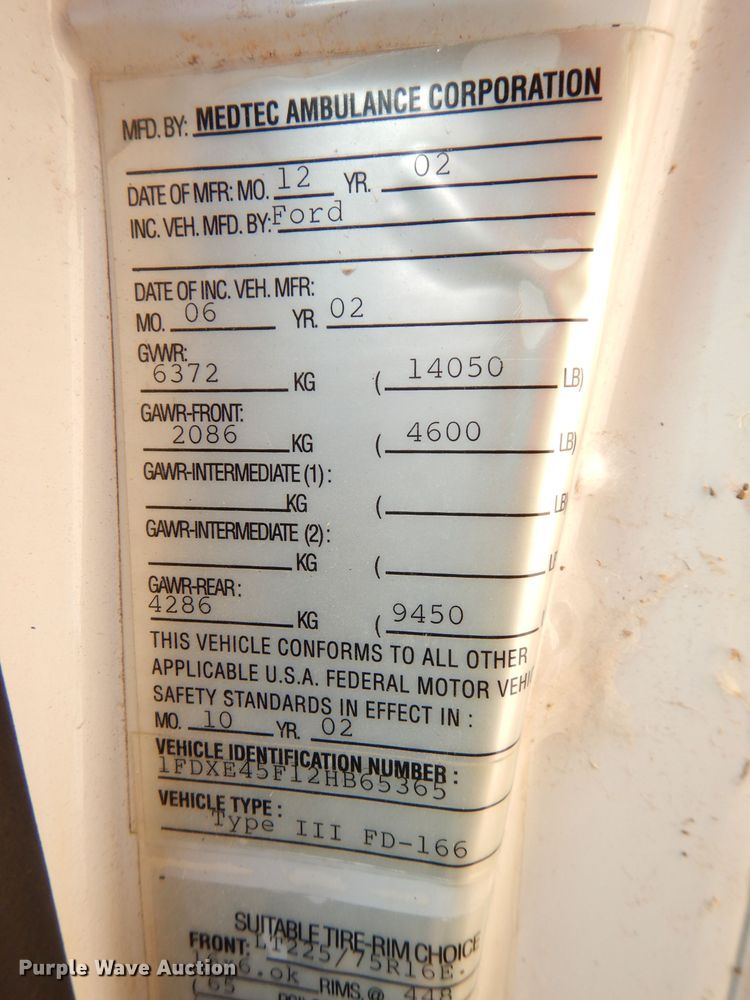 MFD. BY: MEDTEC AMBULANCE CORPORATION
DATE OF MFR: MO. 12 YR. 02
INC. VEH. MFD. BY: Ford
DATE OF INC. VEH. MFR:
MO. 06 YR. 02
GVWR:
6372 KG ( 14050 LB)
GAWR-FRONT:
2086 KG ( 4600 LB)
GAWR-INTERMEDIATE (1) :
KG ( LB)
GAWR-INTERMEDIATE (2) :
KG (
GAWR-REAR :
4286 KG ( 9450
THIS VEHICLE CONFORMS TO ALL OTHER
APPLICABLE U.S.A. FEDERAL MOTOR
SAFETY STANDARDS IN EFFECT IN :
MO. 10 YR. 02
VEHICLE IDENTIFICATION NUMBER :
1FDXE45F12HB65365
VEHICLE TYPE :
Type III FD-166
SUITABLE TIRE-RIM CHOICE
FRONT: LT225/75R16E.
RIMS. @ 448
( 65
Purple Wave Auction